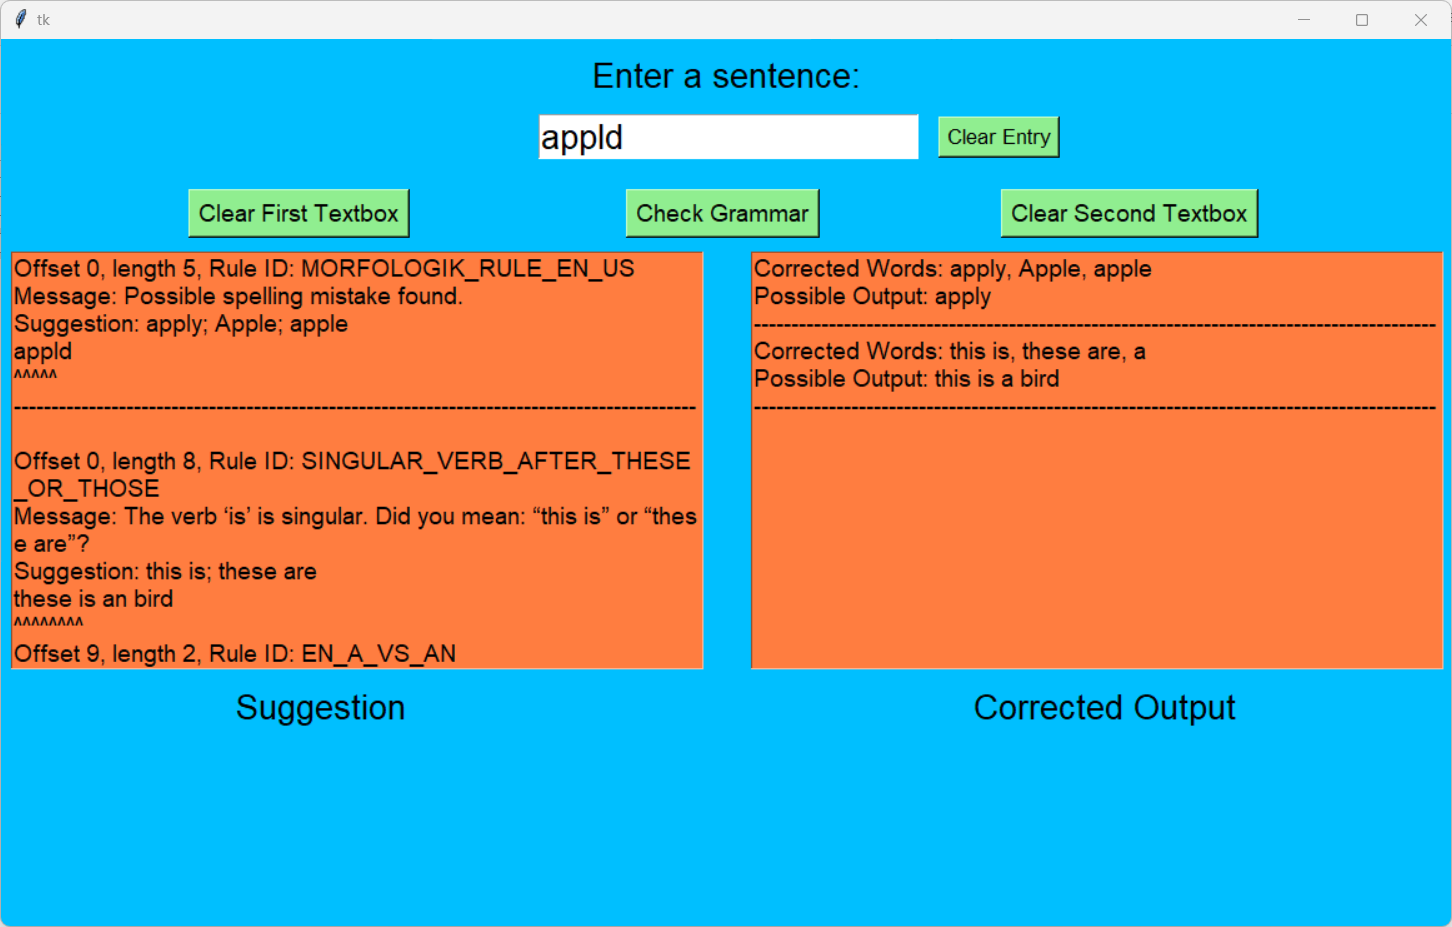 tk
Enter a sentence:
appld
Clear Entry
Clear First Textbox
Check Grammar
Clear Second Textbox
Offset 0, length 5, Rule ID: MORFOLOGIK_RULE_EN_US
Message: Possible spelling mistake found.
Suggestion: apply; Apple; apple
appld
^^^^^
--------------------------------------------------------------------------------------------
Offset 0, length 8, Rule ID: SINGULAR_VERB_AFTER_THESE
_OR_THOSE
Message: The verb ‘is’ is singular. Did you mean: “this is” or “thes
e are”?
Suggestion: this is; these are
these is an bird
^^^^^^^^
Offset 9, length 2, Rule ID: EN_A_VS_AN
Corrected Words: apply, Apple, apple
Possible Output: apply
--------------------------------------------------------------------------------------------
Corrected Words: this is, these are, a
Possible Output: this is a bird
--------------------------------------------------------------------------------------------
Suggestion
Corrected Output